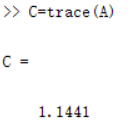 >> C=trace(A)
C =
1.1441